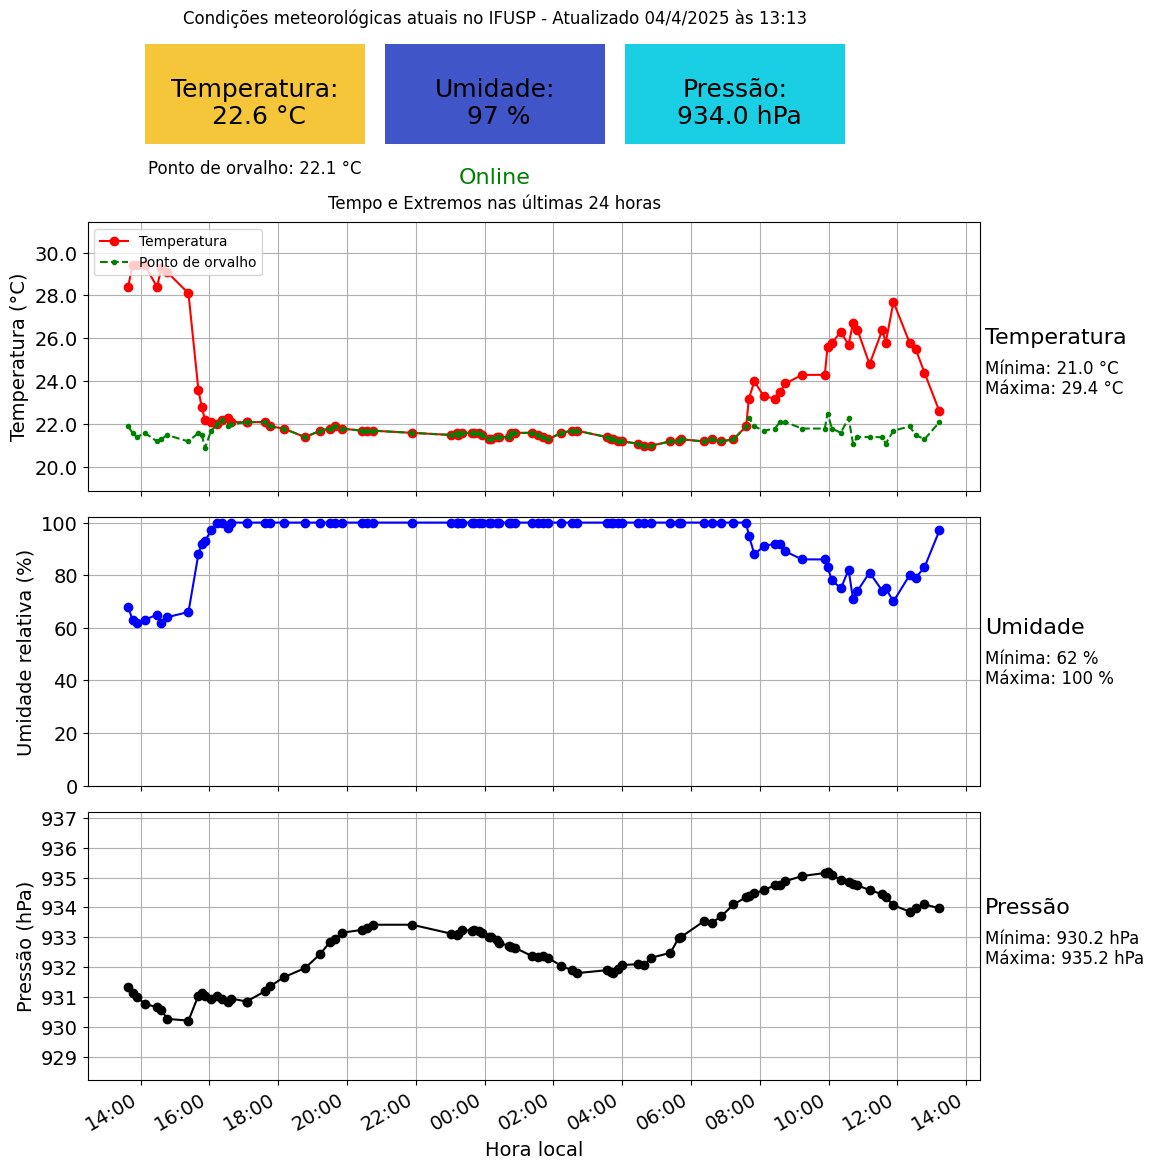 Condições meteorológicas atuais no IFUSP - Atualizado 04/4/2025 às 13:13
Temperatura:
22.6 °C
Umidade:
97 %
Pressão:
934.0 hPa
Ponto de orvalho: 22.1 °C
Online
Tempo e Extremos nas últimas 24 horas
Temperatura
Ponto de orvalho
Temperatura (°C)
30.0
28.0
26.0
24.0
22.0
20.0
Temperatura
Mínima: 21.0 °C
Máxima: 29.4 °C
Umidade relativa (%)
100
80
60
40
20
0
Umidade
Mínima: 62 %
Máxima: 100 %
Pressão (hPa)
937
936
935
934
933
932
931
930
929
Pressão
Mínima: 930.2 hPa
Máxima: 935.2 hPa
14:00 16:00 18:00 20:00 22:00 00:00 02:00 04:00 06:00 08:00 10:00 12:00 14:00
Hora local